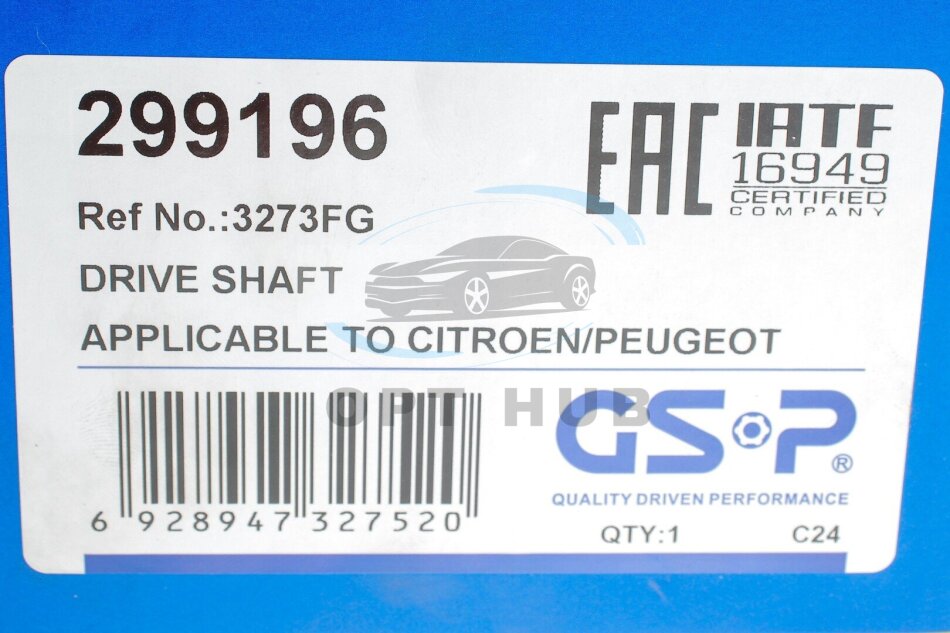 299196
EAC
IATF
16949
CERTIFIED
COMPANY
Ref No.:3273FG
DRIVE SHAFT
APPLICABLE TO CITROEN/PEUGEOT
OPT HUB
GS·P®
QUALITY DRIVEN PERFORMANCE
6 928947 327520
QTY:1
C24